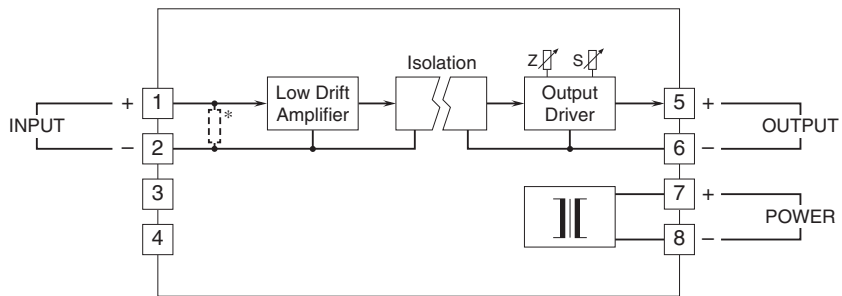 Isolation
Z S
Low Drift
Amplifier
Output
Driver
INPUT
+ 1
*
– 2
3
4
5 +
6 –
OUTPUT
7 +
8 –
POWER